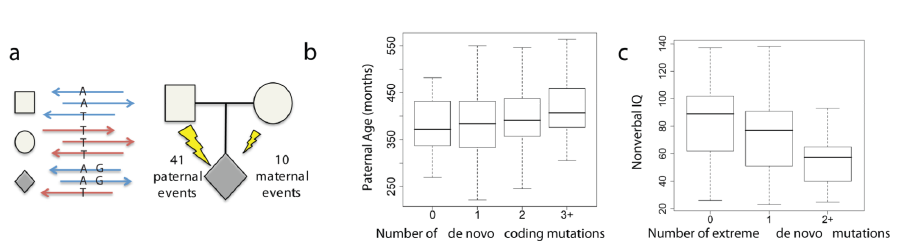 a
A
A
T
T
T
T
A G
A G
T
41
paternal
events
10
maternal
events
b
Paternal Age (months)
550
450
350
250
0 1 2 3+
Number of de novo coding mutations
c
Nonverbal IQ
140
120
100
80
60
40
20
0 1 2+
Number of extreme de novo mutations